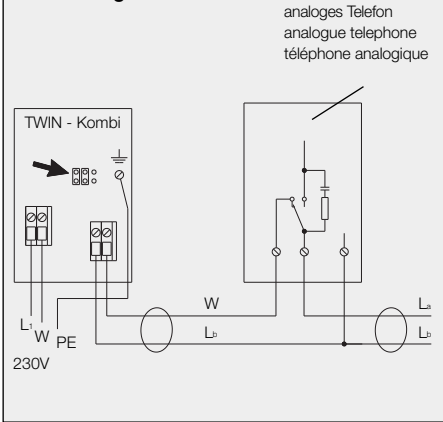 analoges Telefon
analogue telephone
téléphone analogique
TWIN - Kombi
W
La
Lb
Lb
L1
W
PE
230V